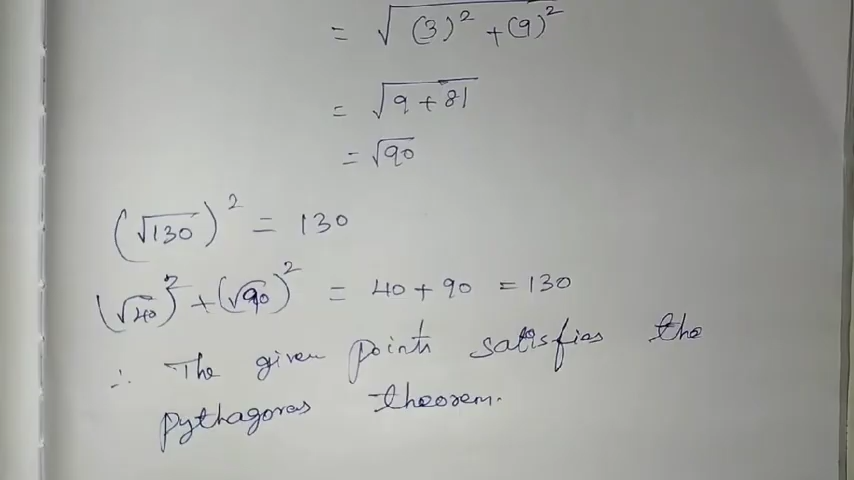 = √(3)² + (9)²
= √9 + 81
= √90
(√130)² = 130
(√40)² + (√90)² = 40 + 90 = 130
∴ The given points satisfies the
pythagoras theorem.